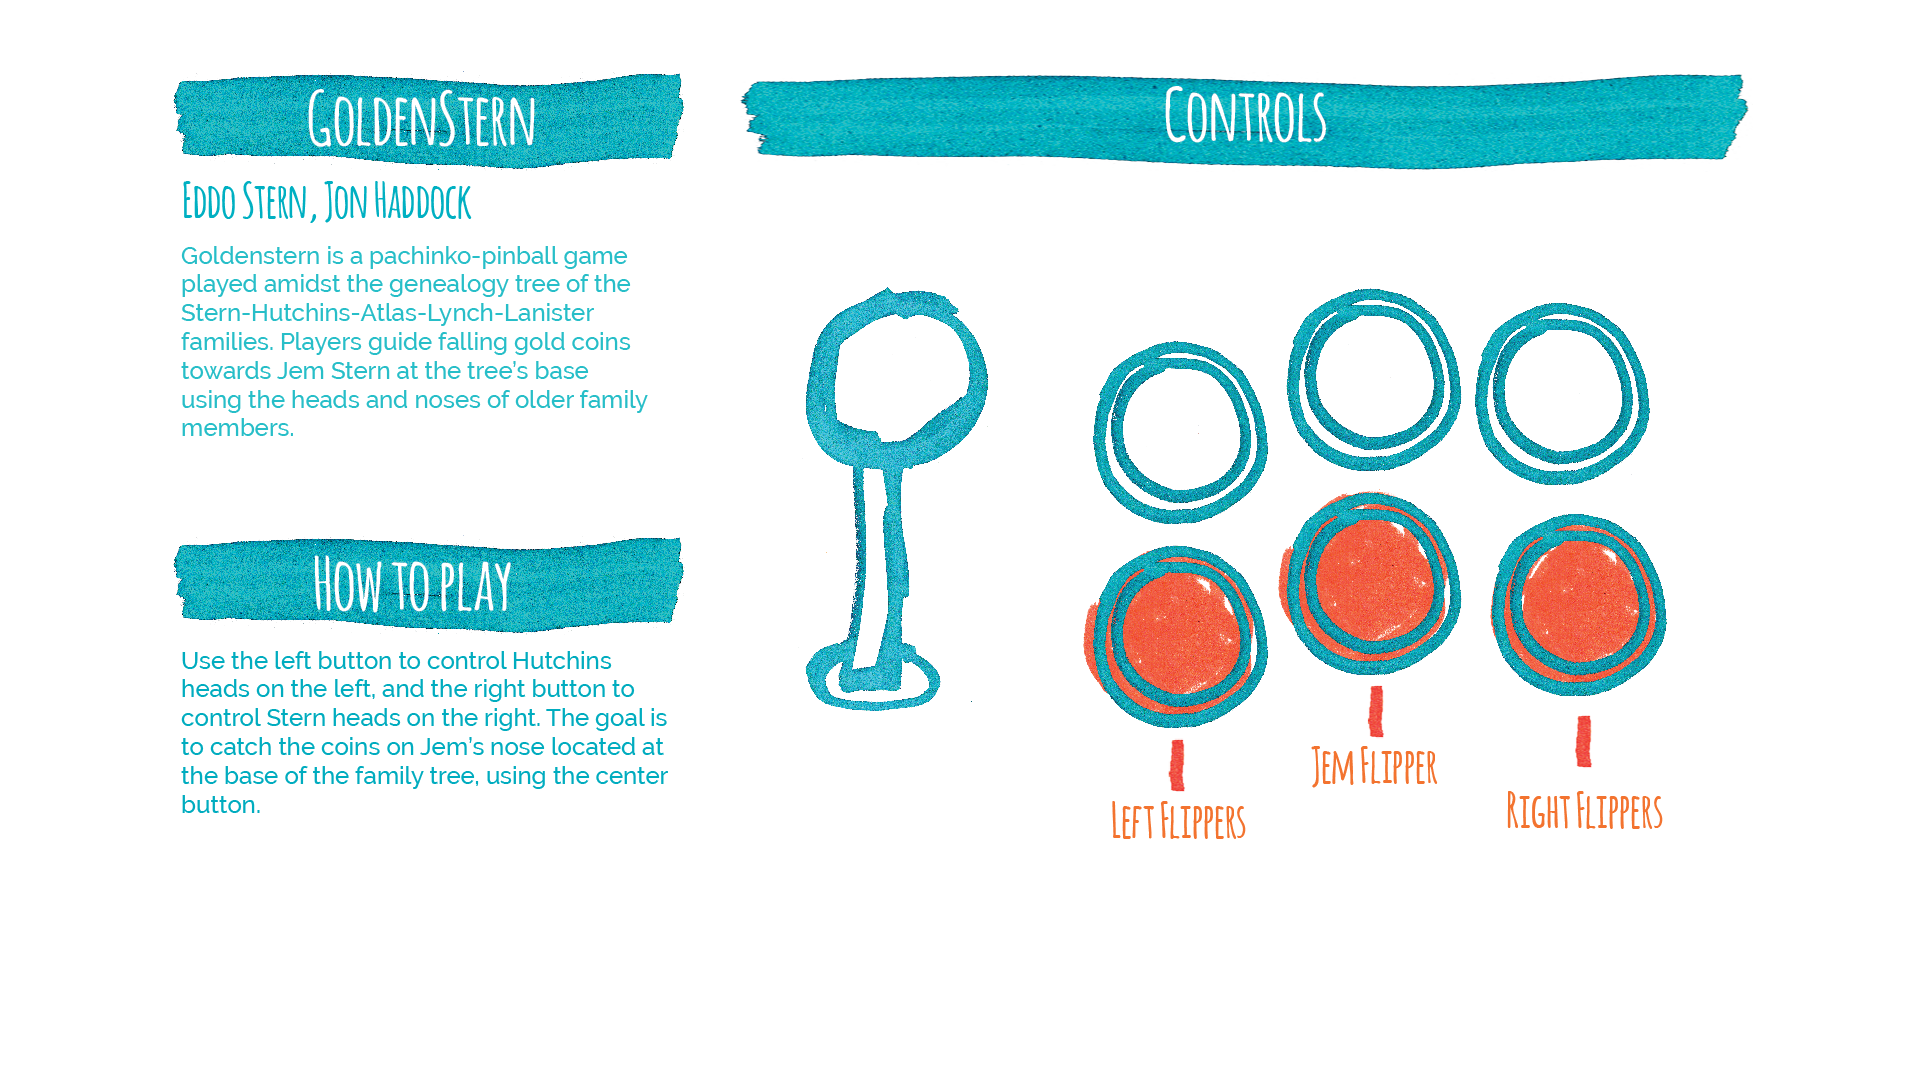 GoldenStern
Eddo Stern, Jon Haddock
Goldenstern is a pachinko-pinball game
played amidst the genealogy tree of the
Stern-Hutchins-Atlas-Lynch-Lanister
families. Players guide falling gold coins
towards Jem Stern at the tree’s base
using the heads and noses of older family
members.
How to play
Use the left button to control Hutchins
heads on the left, and the right button to
control Stern heads on the right. The goal is
to catch the coins on Jem’s nose located at
the base of the family tree, using the center
button.
Controls
Left Flippers
Jem Flipper
Right Flippers